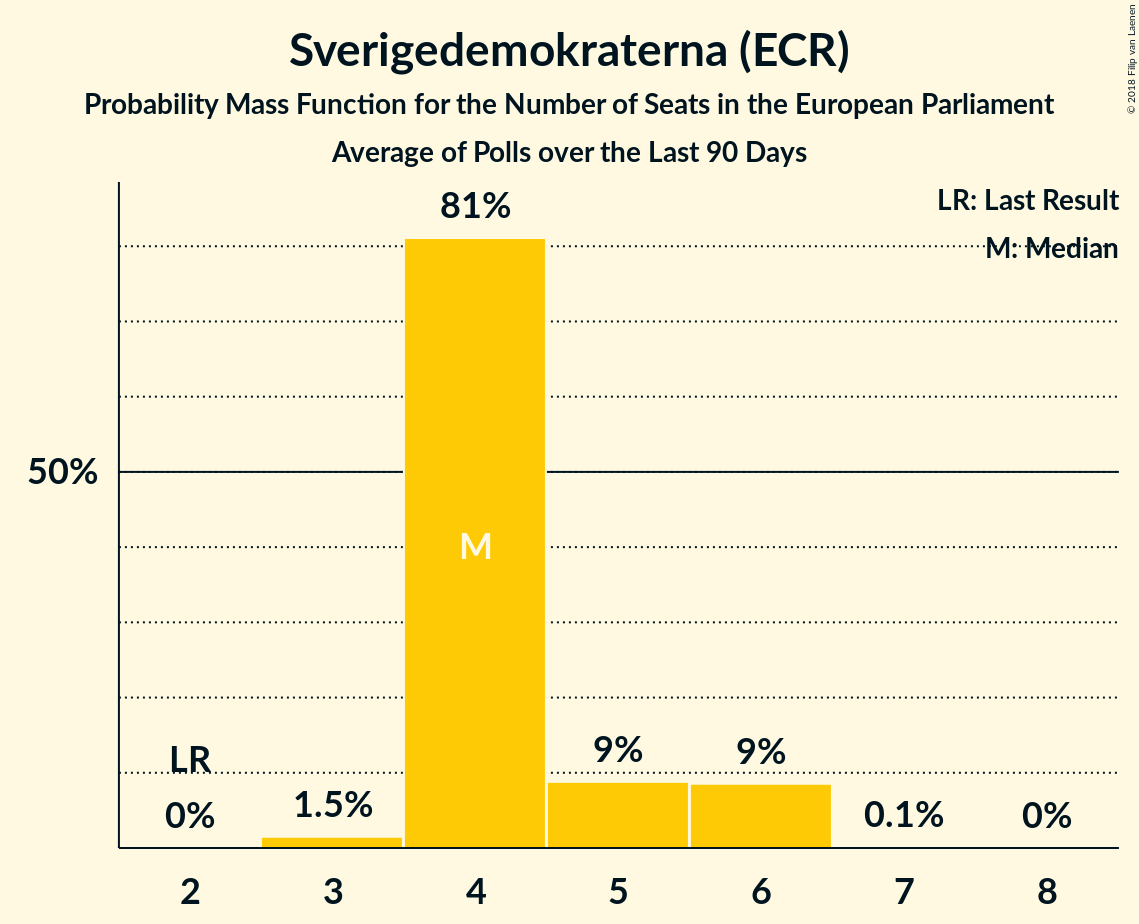 Sverigedemokraterna (ECR)
Probability Mass Function for the Number of Seats in the European Parliament
Average of Polls over the Last 90 Days
© 2018 Filip van Laenen
LR: Last Result
M: Median
81%
50%
M
LR
0%
1.5%
9%
9%
0.1%
0%
2 3 4 5 6 7 8